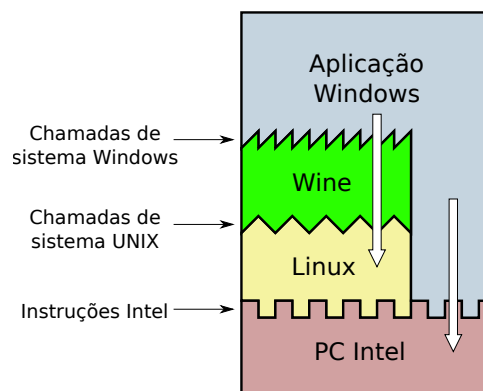 Aplicação
Windows
Chamadas de
sistema Windows
Wine
Chamadas de
sistema UNIX
Linux
Instruções Intel
PC Intel